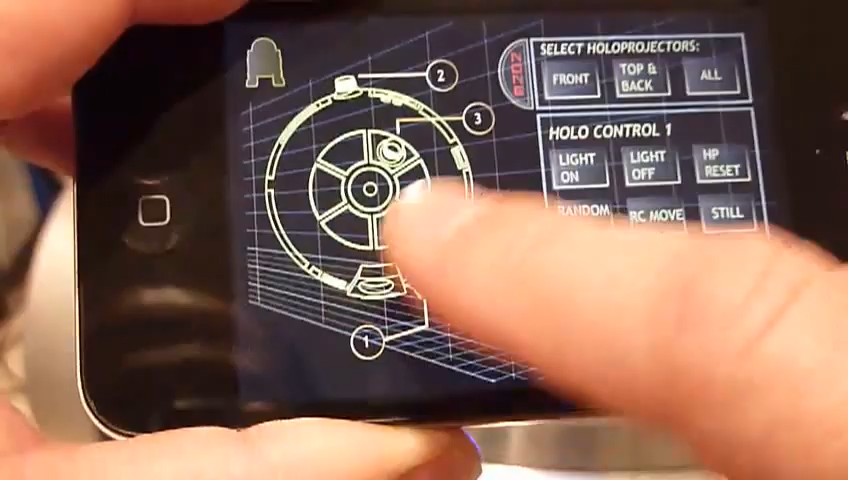 SELECT HOLOPROJECTORS:
FRONT
TOP &
BACK
ALL
HOLO CONTROL 1
LIGHT
ON
LIGHT
OFF
HP
RESET
RANDOM
RC MOVE
STILL
2
3
1